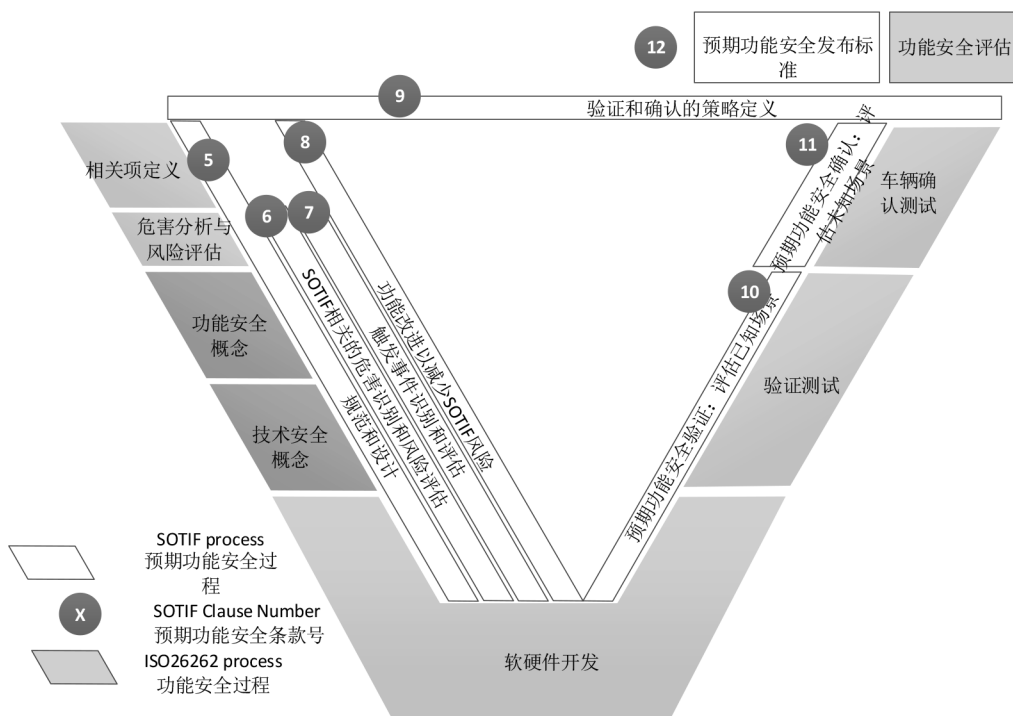 12
预期功能安全发布标
准
功能安全评估
9
验证和确认的策略定义
相关项定义
5
8
11
预期功能安全确认：评
估未知场景
车辆确
认测试
危害分析与
风险评估
6
7
10
功能安全
概念
技术安全
概念
规范和设计
SOTIF相关的危害识别和风险评估
触发事件识别和评估
功能改进以减少SOTIF风险
预期功能安全验证：评估已知场景
验证测试
软硬件开发
SOTIF process
预期功能安全过
程
X
SOTIF Clause Number
预期功能安全条款号
ISO26262 process
功能安全过程